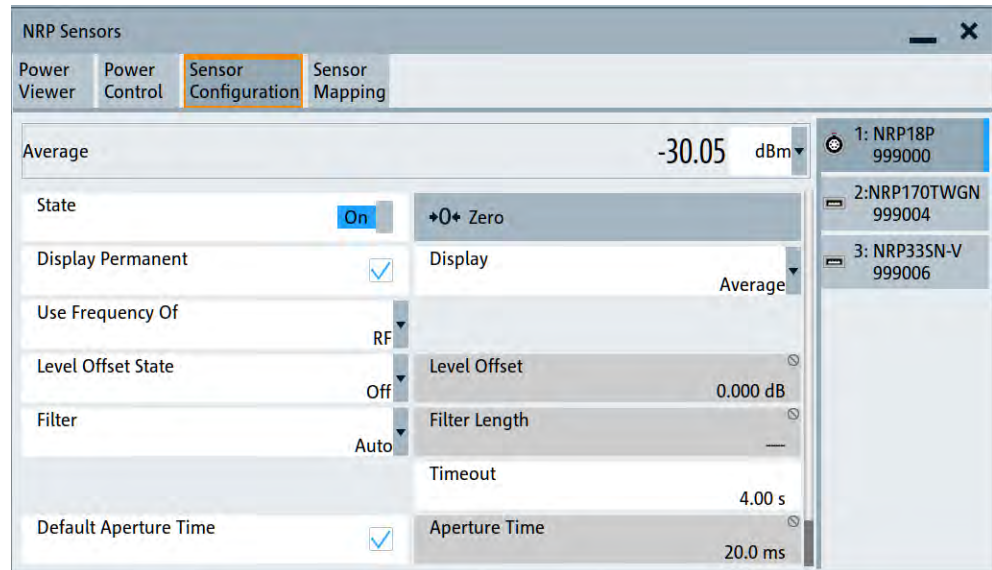 NRP Sensors
Power Viewer
Power Control
Sensor Configuration
Sensor Mapping
Average
-30.05 dBm
State
On
→0← Zero
Display Permanent
Display
Average
Use Frequency Of
RF
Level Offset State
Off
Level Offset
0.000 dB
Filter
Auto
Filter Length
—
Timeout
4.00 s
Default Aperture Time
Aperture Time
20.0 ms
1: NRP18P
999000
2:NRP170TWGN
999004
3: NRP33SN-V
999006